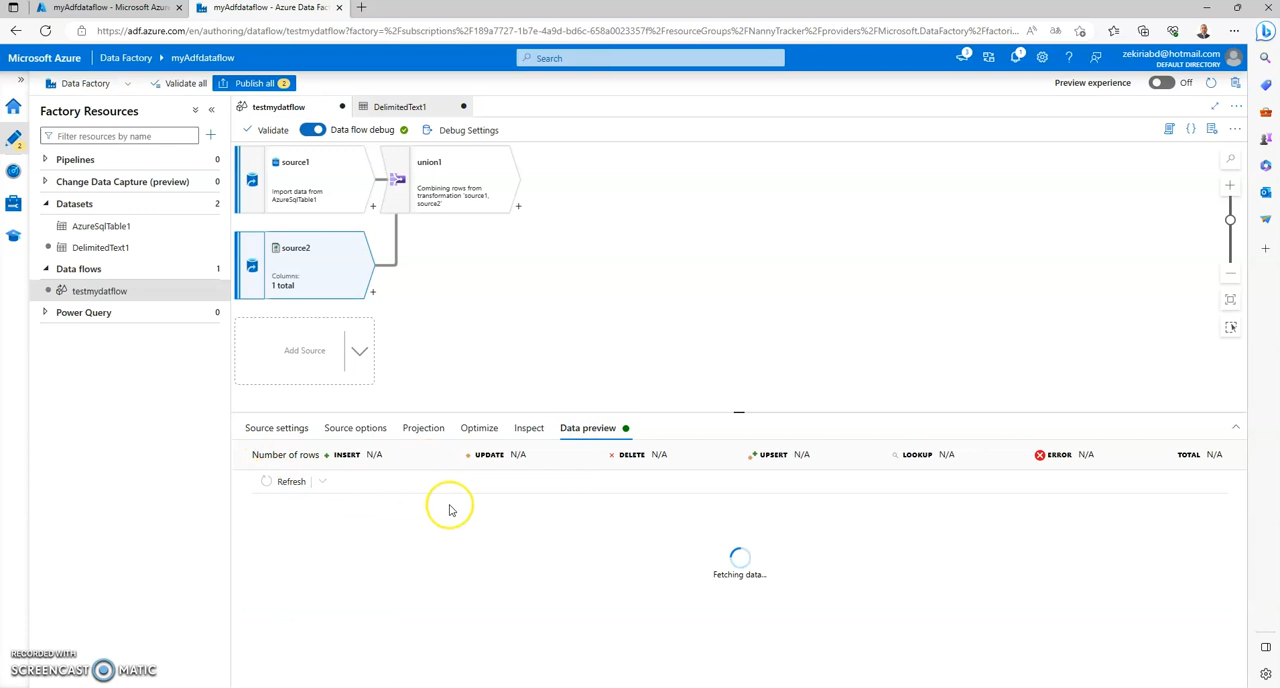 myAdfdataflow - Microsoft Azure
myAdfdataflow - Azure Data Fac
https://adf.azure.com/en/authoring/dataflow/testmydatflow?factory=%2Fsubscriptions%2F189a7727-1b7e-4a9d-bd6c-658a0023357f%2FresourceGroups%2FNannyTracker%2Fproviders%2FMicrosoft.DataFactory%2Ffactori...
Microsoft Azure
Data Factory
myAdfdataflow
Search
1
1
zekiriabd@hotmail.com
DEFAULT DIRECTORY
Data Factory
Validate all
Publish all 2
Preview experience
Off
Factory Resources
Filter resources by name
Pipelines 0
Change Data Capture (preview) 0
Datasets 2
AzureSqlTable1
DelimitedText1
Data flows 1
testmydatflow
Power Query 0
2
testmydatflow
DelimitedText1
Validate
Data flow debug
Debug Settings
source1
Import data from
AzureSqlTable1
union1
Combining rows from
transformation 'source1,
source2'
source2
Columns:
1 total
Add Source
Source settings
Source options
Projection
Optimize
Inspect
Data preview
Number of rows
INSERT N/A
UPDATE N/A
DELETE N/A
UPSERT N/A
LOOKUP N/A
ERROR N/A
TOTAL N/A
Refresh
Fetching data...
RECORDED WITH
SCREENCAST MATIC